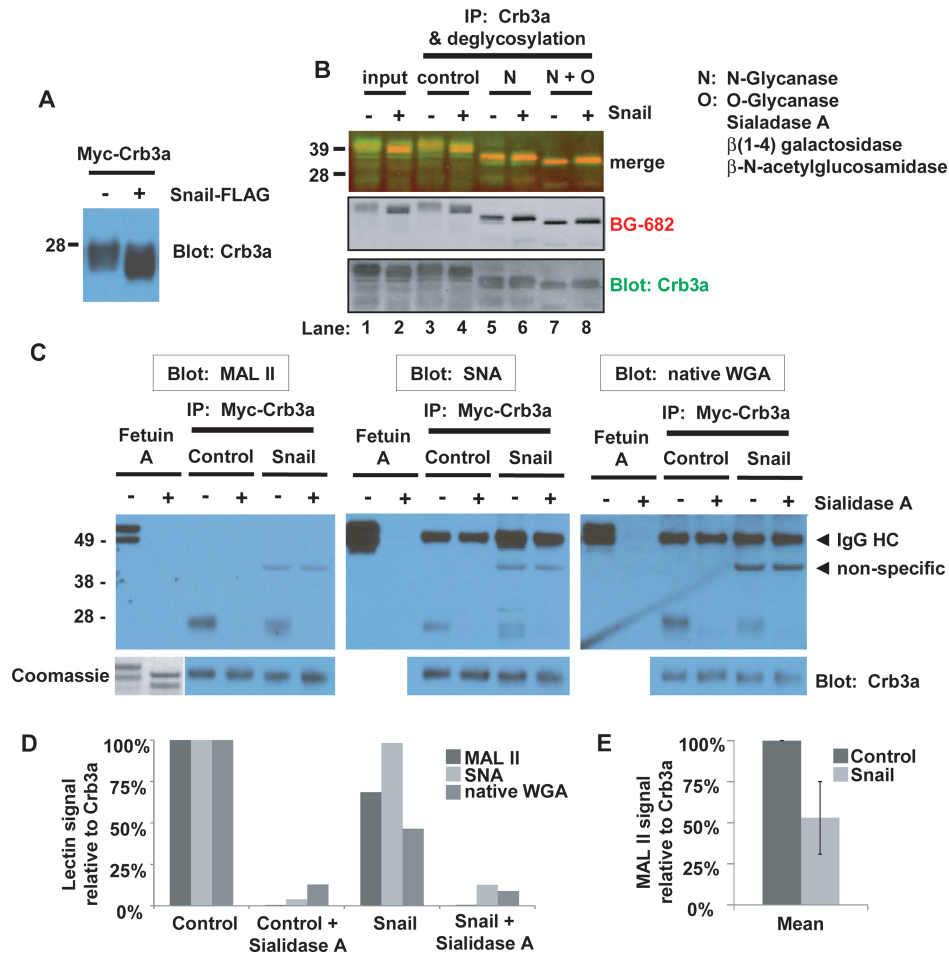 IP: Crb3a
& deglycosylation
B
input control N N + O
- + - + - + - + Snail
39
28
merge
BG-682
Blot: Crb3a
Lane: 1 2 3 4 5 6 7 8
N: N-Glycanase
O: O-Glycanase
Sialadase A
β(1-4) galactosidase
β-N-acetylglucosamidase
A
Myc-Crb3a
- + Snail-FLAG
28
Blot: Crb3a
C
Blot: MAL II
IP: Myc-Crb3a
Fetuin
A
Control Snail
- + - + - +
Blot: SNA
IP: Myc-Crb3a
Fetuin
A
Control Snail
- + - + - +
Blot: native WGA
IP: Myc-Crb3a
Fetuin
A
Control Snail
- + - + - +
Sialidase A
49 -
38 -
28 -
IgG HC
non-specific
Coomassie
Blot: Crb3a
D
Lectin signal
relative to Crb3a
100%
75%
50%
25%
0%
MAL II
SNA
native WGA
Control
Control +
Sialidase A
Snail
Snail +
Sialidase A
E
MAL II signal
relative to Crb3a
100%
75%
50%
25%
0%
Control
Snail
Mean